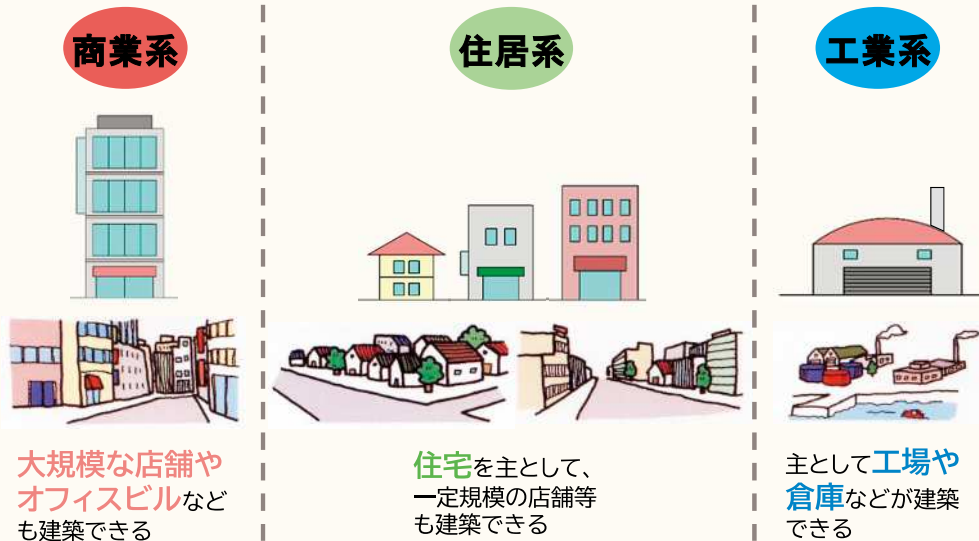 商業系
大規模な店舗や
オフィスビルなど
も建築できる
住居系
住宅を主として、
一定規模の店舗等
も建築できる
工業系
主として工場や
倉庫などが建築
できる